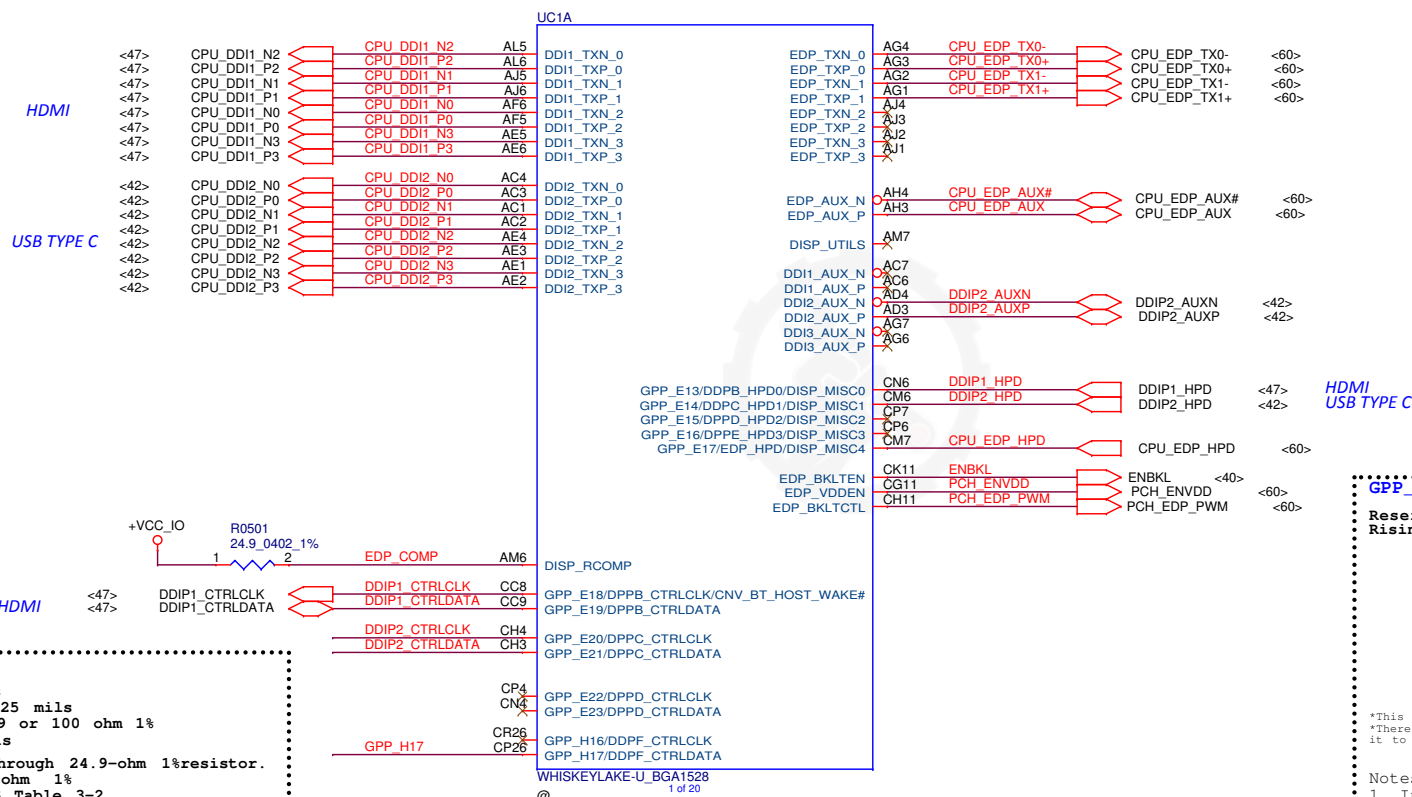 UC1A
<47> CPU_DDI1_N2 CPU_DDI1_N2 AL5 DDI1_TXN_0
<47> CPU_DDI1_P2 CPU_DDI1_P2 AL6 DDI1_TXP_0
<47> CPU_DDI1_N1 CPU_DDI1_N1 AJ5 DDI1_TXN_1
<47> CPU_DDI1_P1 CPU_DDI1_P1 AJ6 DDI1_TXP_1
HDMI
<47> CPU_DDI1_N0 CPU_DDI1_N0 AF6 DDI1_TXN_2
<47> CPU_DDI1_P0 CPU_DDI1_P0 AF5 DDI1_TXP_2
<47> CPU_DDI1_N3 CPU_DDI1_N3 AE5 DDI1_TXN_3
<47> CPU_DDI1_P3 CPU_DDI1_P3 AE6 DDI1_TXP_3
<42> CPU_DDI2_N0 CPU_DDI2_N0 AC4 DDI2_TXN_0
<42> CPU_DDI2_P0 CPU_DDI2_P0 AC3 DDI2_TXP_0
<42> CPU_DDI2_N1 CPU_DDI2_N1 AC1 DDI2_TXN_1
<42> CPU_DDI2_P1 CPU_DDI2_P1 AC2 DDI2_TXP_1
USB TYPE C
<42> CPU_DDI2_N2 CPU_DDI2_N2 AE4 DDI2_TXN_2
<42> CPU_DDI2_P2 CPU_DDI2_P2 AE3 DDI2_TXP_2
<42> CPU_DDI2_N3 CPU_DDI2_N3 AE1 DDI2_TXN_3
<42> CPU_DDI2_P3 CPU_DDI2_P3 AE2 DDI2_TXP_3
EDP_TXN_0 AG4 CPU_EDP_TX0- CPU_EDP_TX0- <60>
EDP_TXP_0 AG3 CPU_EDP_TX0+ CPU_EDP_TX0+ <60>
EDP_TXN_1 AG2 CPU_EDP_TX1- CPU_EDP_TX1- <60>
EDP_TXP_1 AG1 CPU_EDP_TX1+ CPU_EDP_TX1+ <60>
EDP_TXN_2 AJ4
EDP_TXP_2 AJ3
EDP_TXN_3 AJ2
EDP_TXP_3 AJ1
EDP_AUX_N AH4 CPU_EDP_AUX# CPU_EDP_AUX# <60>
EDP_AUX_P AH3 CPU_EDP_AUX CPU_EDP_AUX <60>
DISP_UTILS AM7
DDI1_AUX_N AC7
DDI1_AUX_P AC6
DDI2_AUX_N AD4 DDIP2_AUXN DDIP2_AUXN <42>
DDI2_AUX_P AD3 DDIP2_AUXP DDIP2_AUXP <42>
DDI3_AUX_N AG7
DDI3_AUX_P AG6
GPP_E13/DDPB_HPD0/DISP_MISC0 CN6 DDIP1_HPD DDIP1_HPD <47> HDMI
GPP_E14/DDPC_HPD1/DISP_MISC1 CM6 DDIP2_HPD DDIP2_HPD <42> USB TYPE C
GPP_E15/DPPD_HPD2/DISP_MISC2 CP7
GPP_E16/DPPE_HPD3/DISP_MISC3 CP6
GPP_E17/EDP_HPD/DISP_MISC4 CM7 CPU_EDP_HPD CPU_EDP_HPD <60>
EDP_BKLTEN CK11 ENBKL ENBKL <40>
EDP_VDDEN CG11 PCH_ENVDD PCH_ENVDD <60>
EDP_BKLTCTL CH11 PCH_EDP_PWM PCH_EDP_PWM <60>
+VCC_IO
R0501
24.9_0402_1%
1 2 EDP_COMP AM6 DISP_RCOMP
HDMI
<47> DDIP1_CTRLCLK DDIP1_CTRLCLK CC8 GPP_E18/DPPB_CTRLCLK/CNV_BT_HOST_WAKE#
<47> DDIP1_CTRLDATA DDIP1_CTRLDATA CC9 GPP_E19/DPPB_CTRLDATA
DDIP2_CTRLCLK CH4 GPP_E20/DPPC_CTRLCLK
DDIP2_CTRLDATA CH3 GPP_E21/DPPC_CTRLDATA
CP4 GPP_E22/DPPD_CTRLCLK
CN4 GPP_E23/DPPD_CTRLDATA
CR26 GPP_H16/DDPF_CTRLCLK
GPP_H17 CP26 GPP_H17/DDPF_CTRLDATA
WHISKEYLAKE-U_BGA1528
1 of 20
@
25 mils
9 or 100 ohm 1%
s
hrough 24.9-ohm 1%resistor.
ohm 1%
Table 3-2
GPP_
Rese
Risin
*This
*There
it to
Notes
1